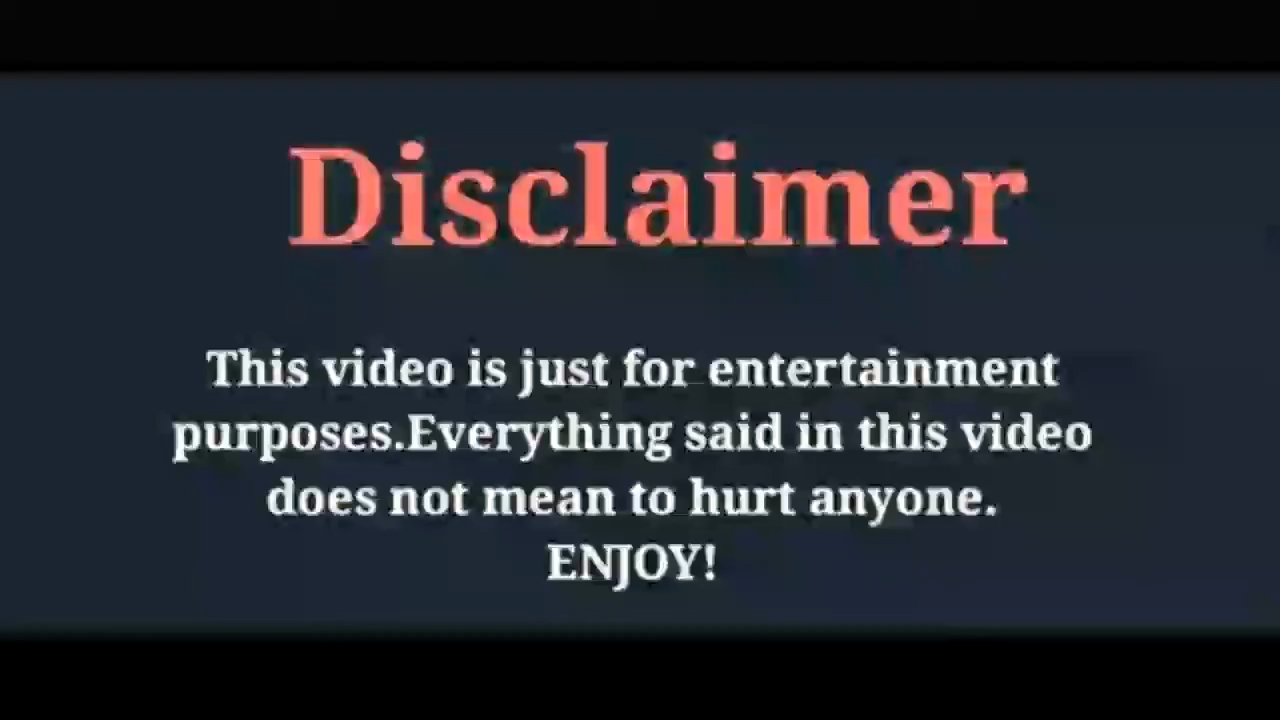 Disclaimer
This video is just for entertainment
purposes.Everything said in this video
does not mean to hurt anyone.
ENJOY!